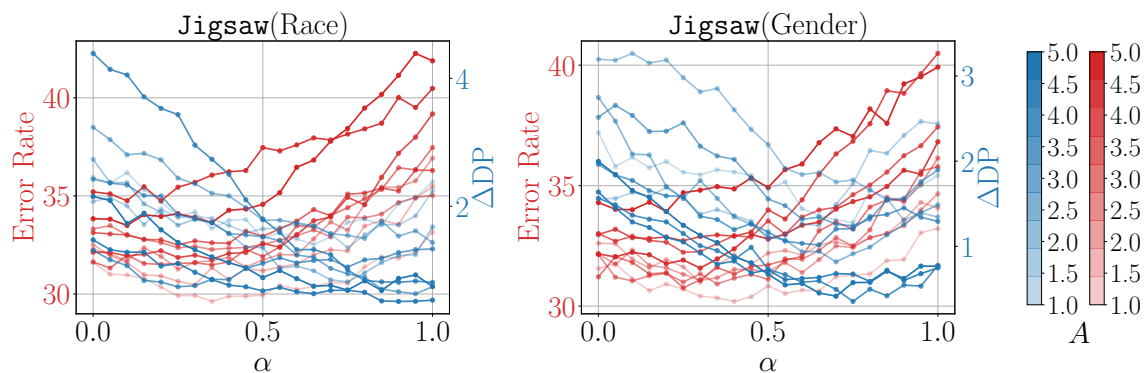 Jigsaw(Race)
Error Rate
40
35
30
4
2
ΔDP
0.0 0.5 1.0
α
Jigsaw(Gender)
Error Rate
40
35
30
3
2
1
ΔDP
0.0 0.5 1.0
α
5.0 5.0
4.5 4.5
4.0 4.0
3.5 3.5
3.0 3.0
2.5 2.5
2.0 2.0
1.5 1.5
1.0 1.0
A